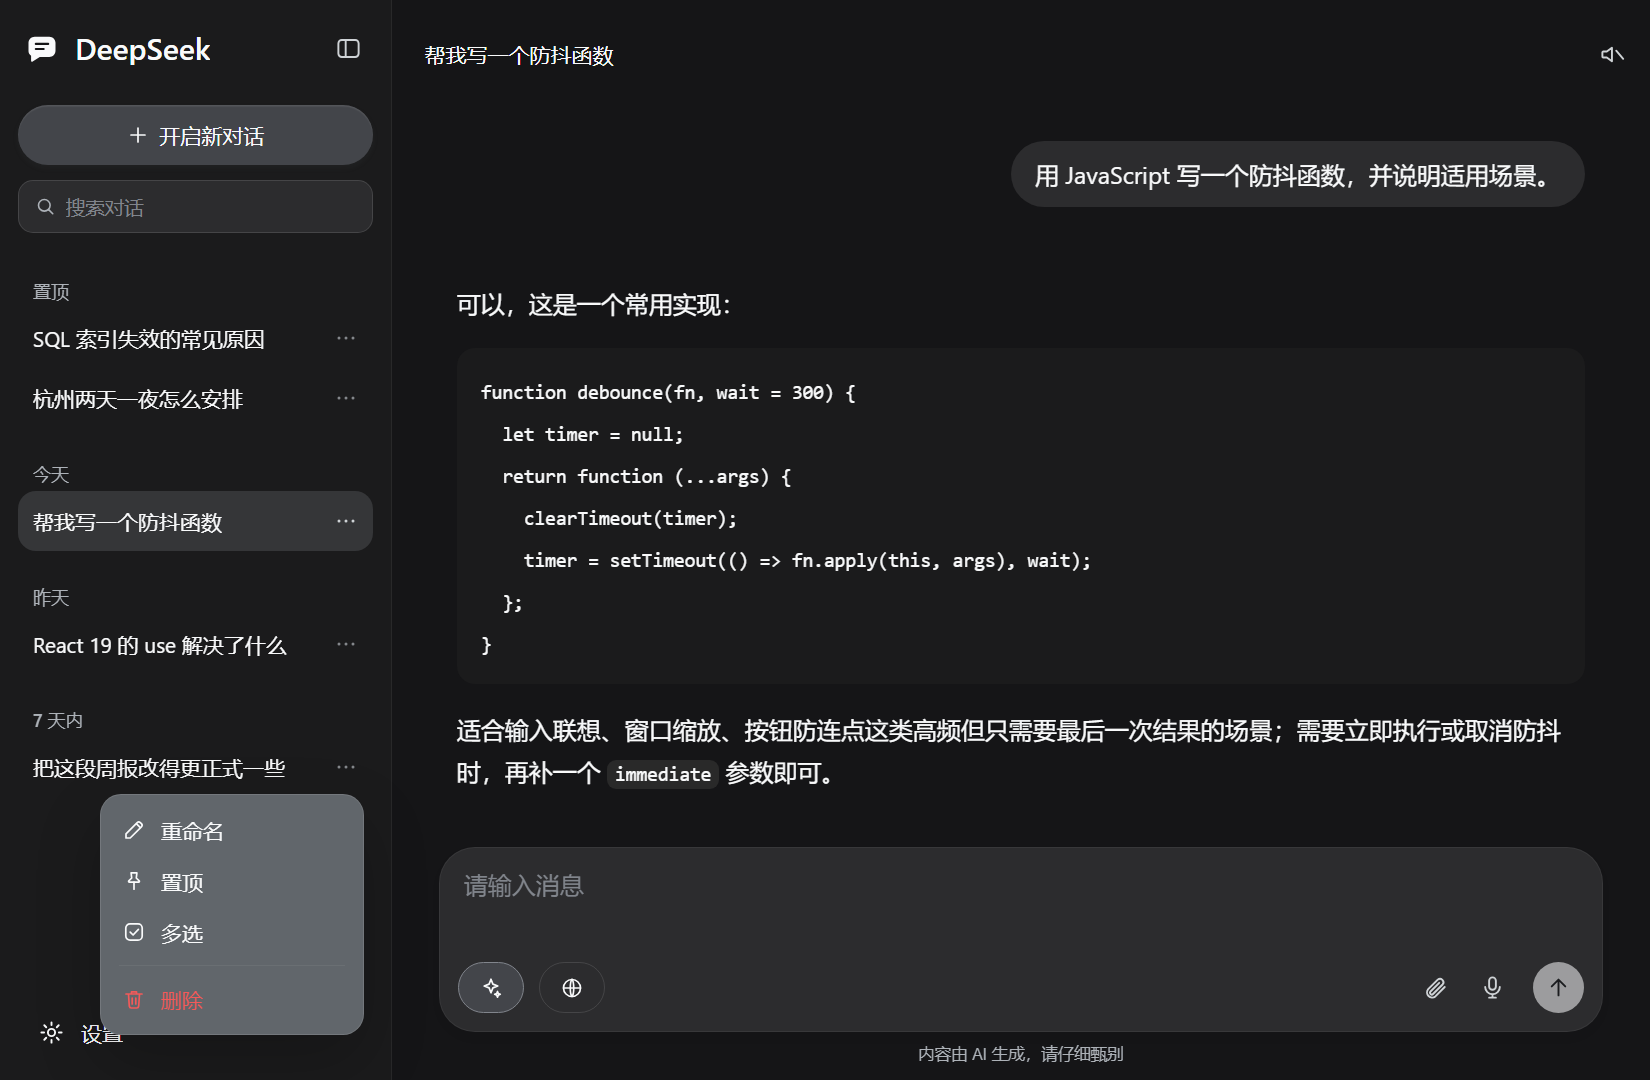 DeepSeek
开启新对话
搜索对话
置顶
SQL 索引失效的常见原因
杭州两天一夜怎么安排
今天
帮我写一个防抖函数
昨天
React 19 的 use 解决了什么
7 天内
把这段周报改得更正式一些
重命名
置顶
多选
删除
设置
帮我写一个防抖函数
用 JavaScript 写一个防抖函数，并说明适用场景。
可以，这是一个常用实现：
function debounce(fn, wait = 300) {
  let timer = null;
  return function (...args) {
    clearTimeout(timer);
    timer = setTimeout(() => fn.apply(this, args), wait);
  };
}
适合输入联想、窗口缩放、按钮防连点这类高频但只需要最后一次结果的场景；需要立即执行或取消防抖
时，再补一个 immediate 参数即可。
请输入消息
内容由 AI 生成，请仔细甄别